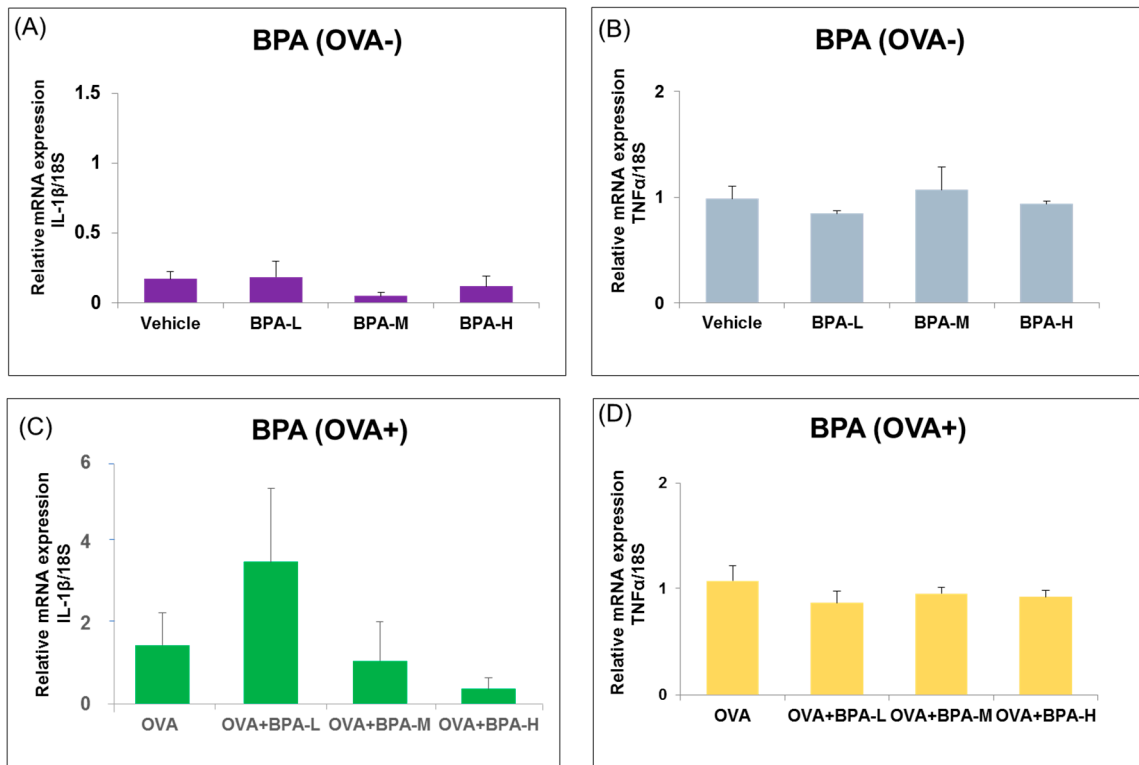 (A)
BPA (OVA-)
Relative mRNA expression
IL-1β/18S
1.5
1
0.5
0
Vehicle BPA-L BPA-M BPA-H
(B)
BPA (OVA-)
Relative mRNA expression
TNFα/18S
2
1
0
Vehicle BPA-L BPA-M BPA-H
(C)
BPA (OVA+)
Relative mRNA expression
IL-1β/18S
6
4
2
0
OVA OVA+BPA-L OVA+BPA-M OVA+BPA-H
(D)
BPA (OVA+)
Relative mRNA expression
TNFα/18S
2
1
0
OVA OVA+BPA-L OVA+BPA-M OVA+BPA-H